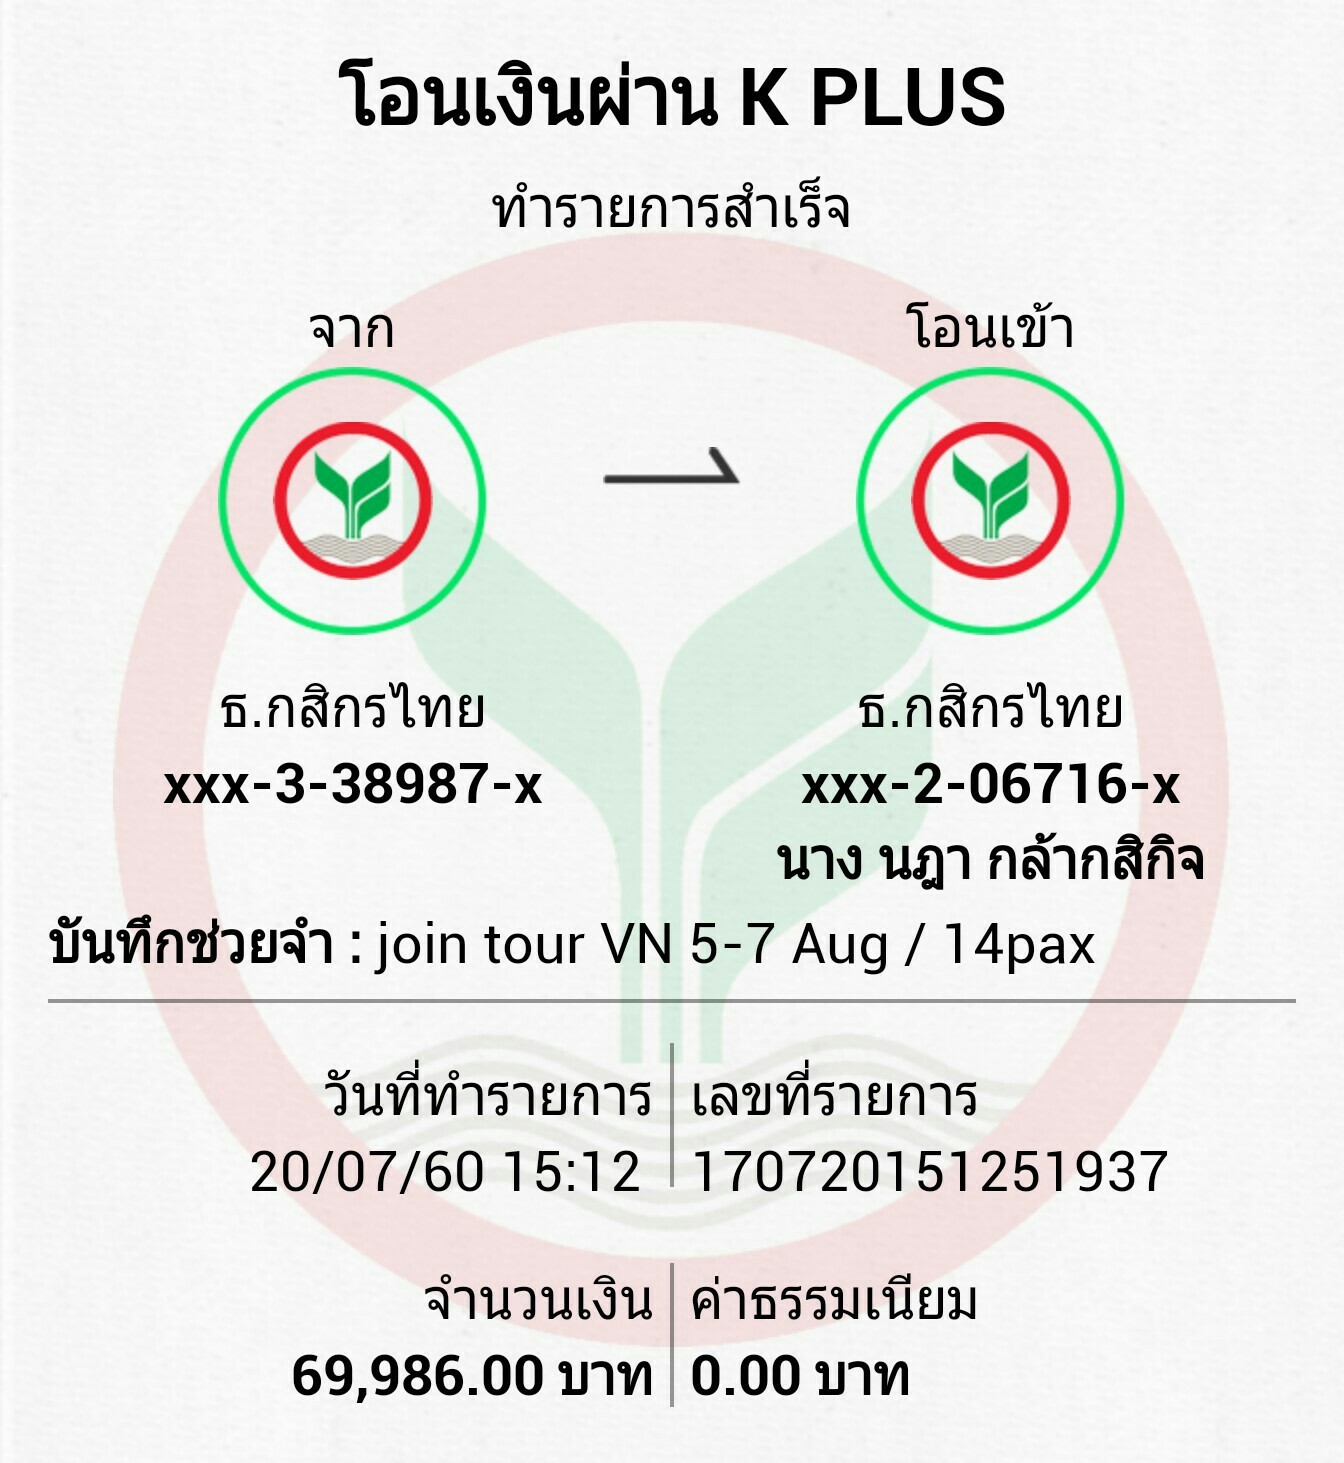 โอนเงินผ่าน K PLUS
ทำรายการสำเร็จ
จาก
โอนเข้า
ธ.กสิกรไทย
xxx-3-38987-x
ธ.กสิกรไทย
xxx-2-06716-x
นาง นฎา กล้ากสิกิจ
บันทึกช่วยจำ : join tour VN 5-7 Aug / 14pax
วันที่ทำรายการ
20/07/60 15:12
เลขที่รายการ
170720151251937
จำนวนเงิน
69,986.00 บาท
ค่าธรรมเนียม
0.00 บาท